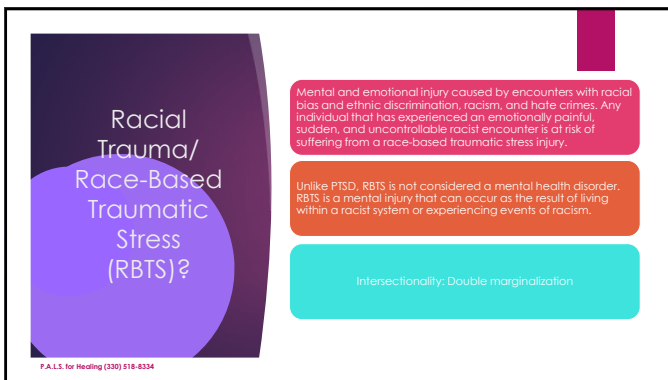 Racial
Trauma/
Race-Based
Traumatic
Stress
(RBTS)?
Mental and emotional injury caused by encounters with racial
bias and ethnic discrimination, racism, and hate crimes. Any
individual that has experienced an emotionally painful,
sudden, and uncontrollable racist encounter is at risk of
suffering from a race-based traumatic stress injury.
Unlike PTSD, RBTS is not considered a mental health disorder.
RBTS is a mental injury that can occur as the result of living
within a racist system or experiencing events of racism.
Intersectionality: Double marginalization
P.A.L.S. for Healing (330) 518-8334